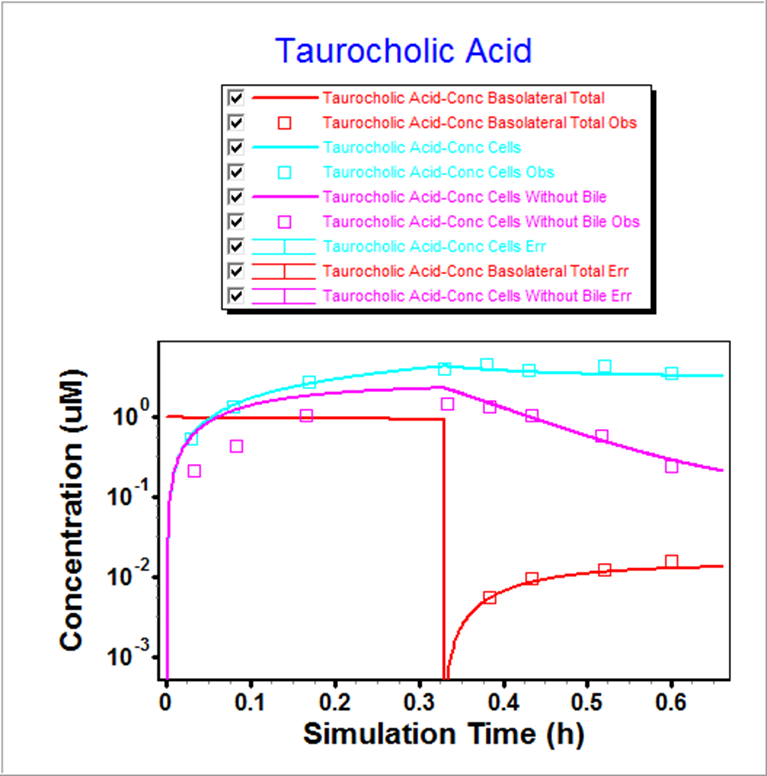 Taurocholic Acid
Taurocholic Acid-Conc Basolateral Total
Taurocholic Acid-Conc Basolateral Total Obs
Taurocholic Acid-Conc Cells
Taurocholic Acid-Conc Cells Obs
Taurocholic Acid-Conc Cells Without Bile
Taurocholic Acid-Conc Cells Without Bile Obs
Taurocholic Acid-Conc Cells Err
Taurocholic Acid-Conc Basolateral Total Err
Taurocholic Acid-Conc Cells Without Bile Err
Concentration (uM)
10⁰
10⁻¹
10⁻²
10⁻³
0 0.1 0.2 0.3 0.4 0.5 0.6
Simulation Time (h)